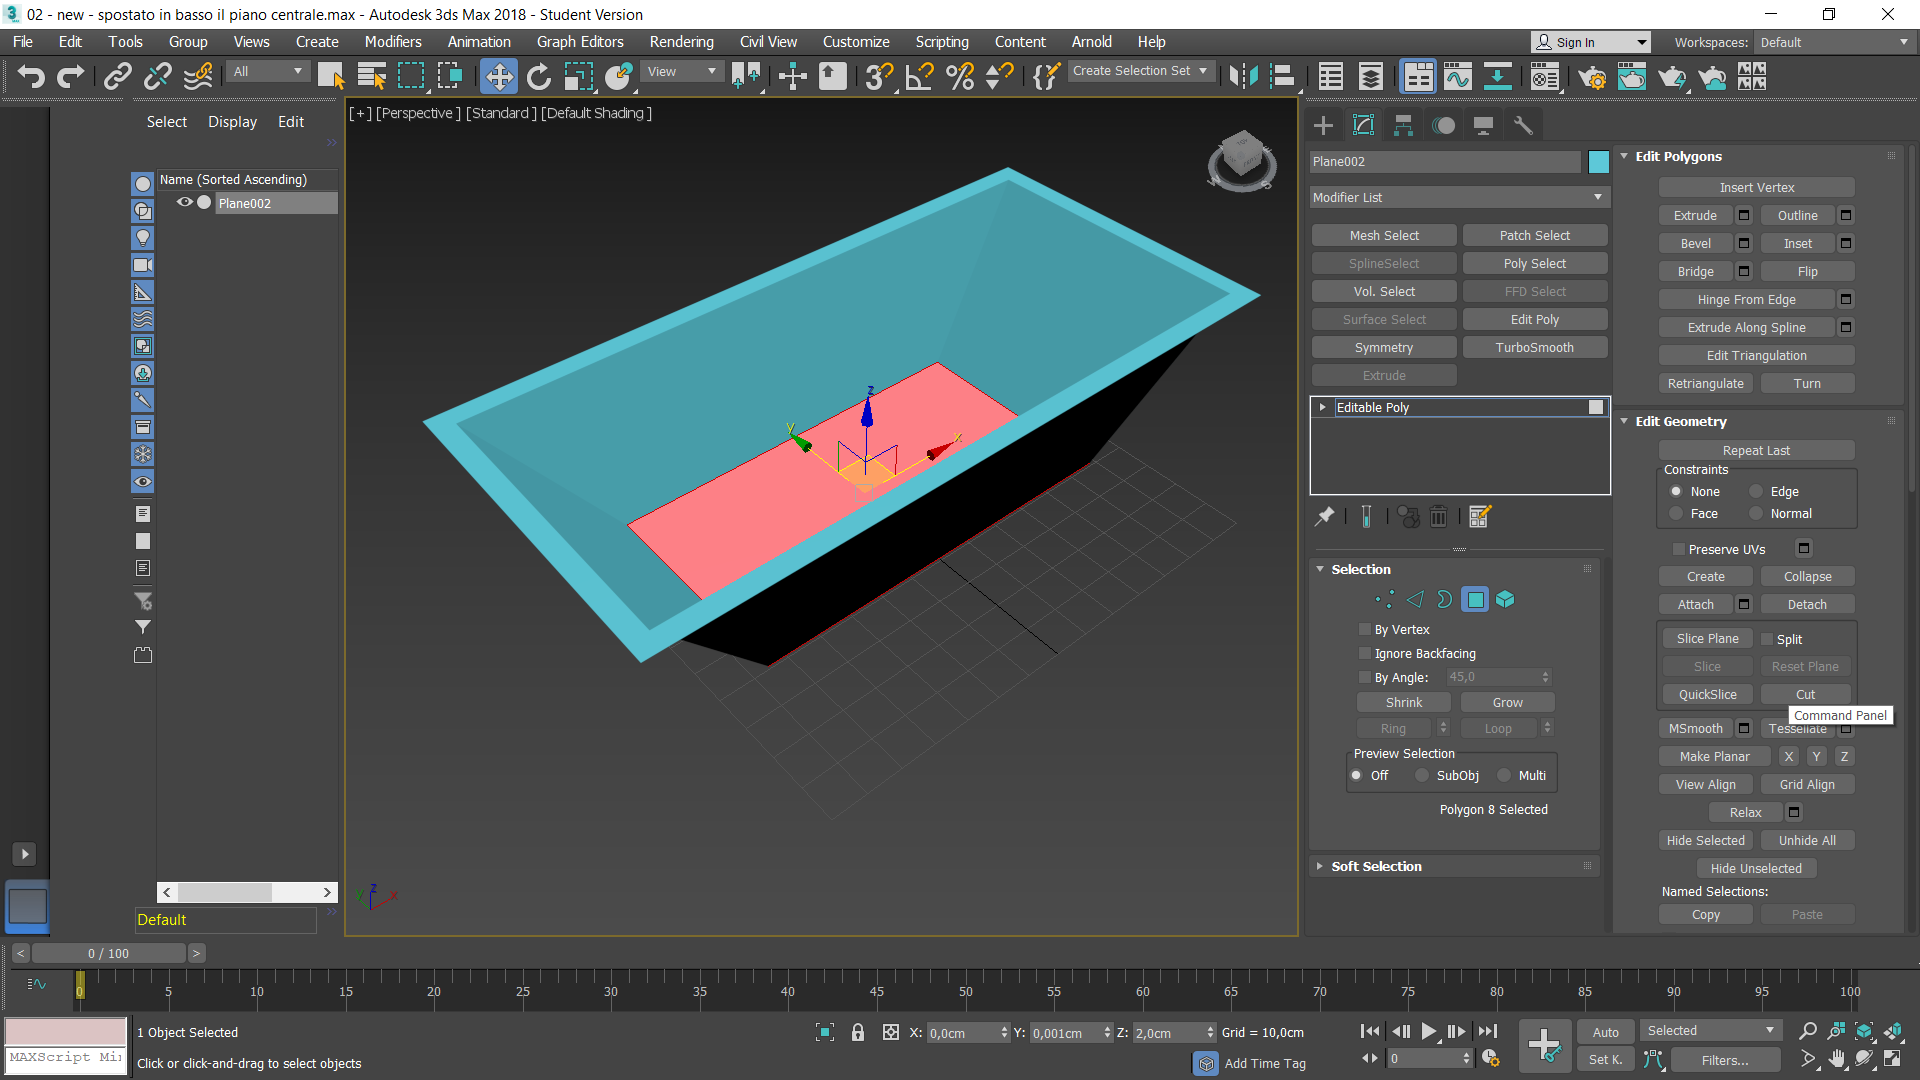 02 - new - spostato in basso il piano centrale.max - Autodesk 3ds Max 2018 - Student Version
File Edit Tools Group Views Create Modifiers Animation Graph Editors Rendering Civil View Customize Scripting Content Arnold Help
Sign In
Workspaces: Default
All
View
Create Selection Set
Select Display Edit
Name (Sorted Ascending)
Plane002
Default
[ + ] [Perspective ] [Standard ] [Default Shading ]
z
y
x
Plane002
Modifier List
Mesh Select Patch Select
SplineSelect Poly Select
Vol. Select FFD Select
Surface Select Edit Poly
Symmetry TurboSmooth
Extrude
Editable Poly
Selection
By Vertex
Ignore Backfacing
By Angle: 45,0
Shrink Grow
Ring Loop
Preview Selection
Off SubObj Multi
Polygon 8 Selected
Soft Selection
Edit Polygons
Insert Vertex
Extrude Outline
Bevel Inset
Bridge Flip
Hinge From Edge
Extrude Along Spline
Edit Triangulation
Retriangulate Turn
Edit Geometry
Repeat Last
Constraints
None Edge
Face Normal
Preserve UVs
Create Collapse
Attach Detach
Slice Plane Split
Slice Reset Plane
QuickSlice Cut
Command Panel
MSmooth Tessellate
Make Planar X Y Z
View Align Grid Align
Relax
Hide Selected Unhide All
Hide Unselected
Named Selections:
Copy Paste
< 0 / 100 >
0 5 10 15 20 25 30 35 40 45 50 55 60 65 70 75 80 85 90 95 100
1 Object Selected
X: 0,0cm Y: 0,001cm Z: 2,0cm Grid = 10,0cm
Auto Selected
MAXScript Mi
Click or click-and-drag to select objects
Add Time Tag
0
Set K. Filters...